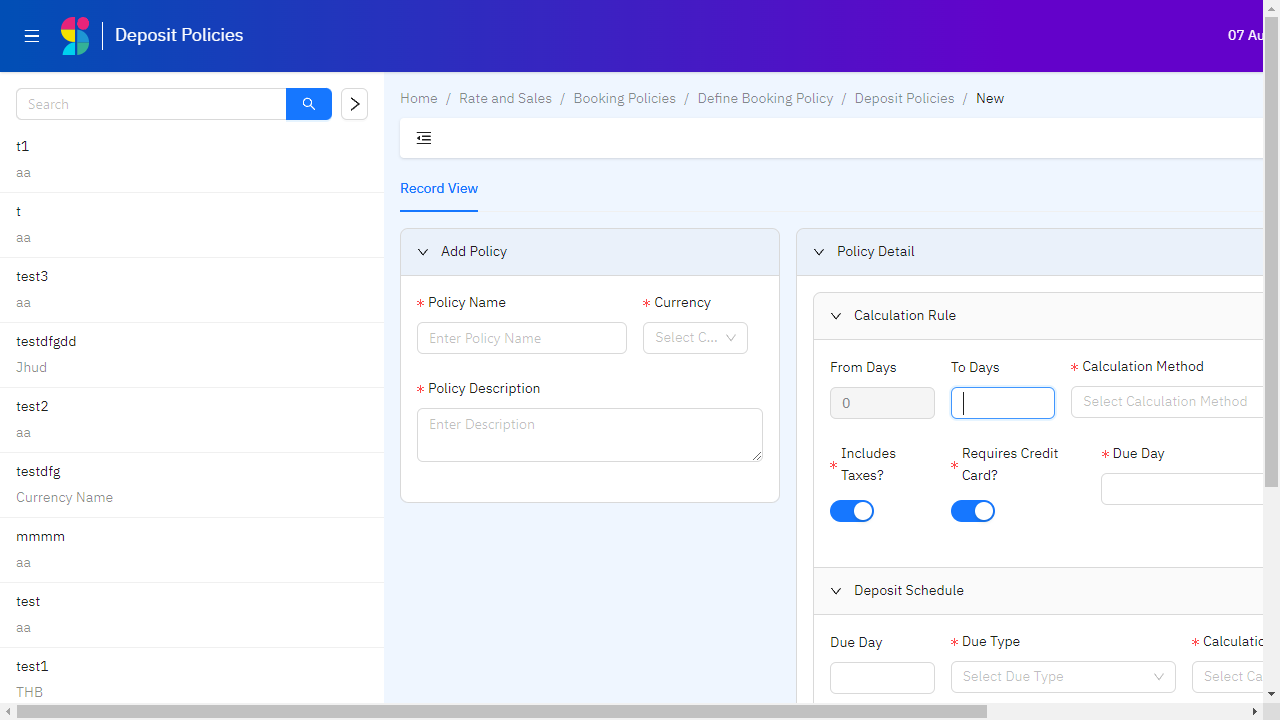 Deposit Policies
07 Au
Search
t1
aa
t
aa
test3
aa
testdfgdd
Jhud
test2
aa
testdfg
Currency Name
mmmm
aa
test
aa
test1
THB
Home / Rate and Sales / Booking Policies / Define Booking Policy / Deposit Policies / New
Record View
Add Policy
* Policy Name
* Currency
Enter Policy Name
Select C...
* Policy Description
Enter Description
Policy Detail
Calculation Rule
From Days
To Days
* Calculation Method
0
Select Calculation Method
* Includes
Taxes?
* Requires Credit
Card?
* Due Day
Deposit Schedule
Due Day
* Due Type
* Calculatio
Select Due Type
Select Ca